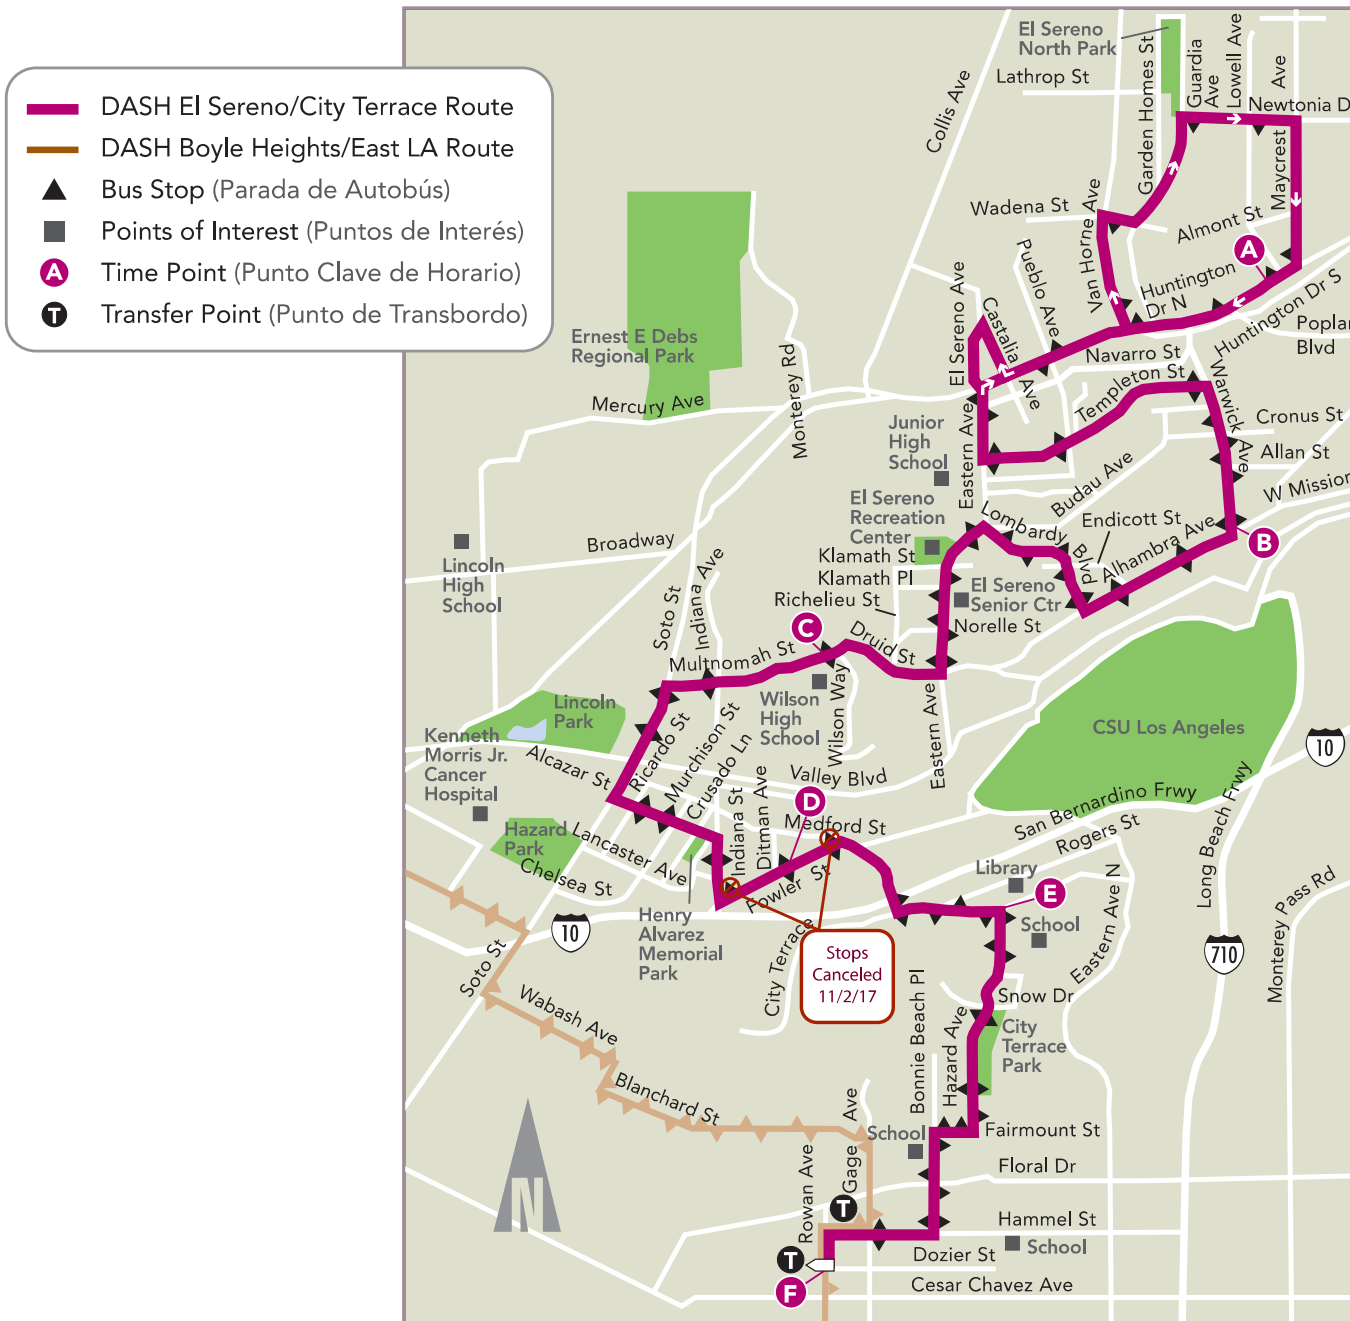 DASH El Sereno/City Terrace Route
DASH Boyle Heights/East LA Route
Bus Stop (Parada de Autobús)
Points of Interest (Puntos de Interés)
A Time Point (Punto Clave de Horario)
T Transfer Point (Punto de Transbordo)
El Sereno
North Park
Lathrop St
Collis Ave
Garden Homes St
Guardia
Ave
Lowell Ave
Ave
Newtonia D
Maycrest
Wadena St
Van Horne Ave
Almont St
A
Huntington
Dr N
Huntington Dr S
Poplar
Blvd
Pueblo Ave
El Sereno Ave
Castalia
Ave
Navarro St
Templeton St
Warwick
Ave
Cronus St
Allan St
W Mission
Ernest E Debs
Regional Park
Mercury Ave
Monterey Rd
Junior
High
School
Eastern Ave
Budau Ave
El Sereno
Recreation
Center
Lombardy
Blvd
Endicott St
Alhambra Ave
B
Broadway
Lincoln
High
School
Klamath St
Klamath Pl
Richelieu St
El Sereno
Senior Ctr
Norelle St
Soto St
Indiana Ave
C
Druid St
Multnomah St
Wilson
High
School
Wilson Way
Eastern Ave
CSU Los Angeles
10
Lincoln
Park
Kenneth
Morris Jr.
Cancer
Hospital
Alcazar St
Ricardo St
Murchison St
Crusado Ln
Valley Blvd
D
Medford St
San Bernardino Frwy
Rogers St
Long Beach Frwy
Hazard
Park
Lancaster Ave
Chelsea St
Indiana St
Ditman Ave
Fowler St
Library
E
School
Eastern Ave N
Monterey Pass Rd
10
Henry
Alvarez
Memorial
Park
City Terrace
Stops
Canceled
11/2/17
710
Soto St
Wabash Ave
Blanchard St
Bonnie Beach Pl
Hazard Ave
Snow Dr
City
Terrace
Park
N
Rowan Ave
Gage
Ave
School
Fairmount St
Floral Dr
T
Hammel St
School
T
Dozier St
F
Cesar Chavez Ave